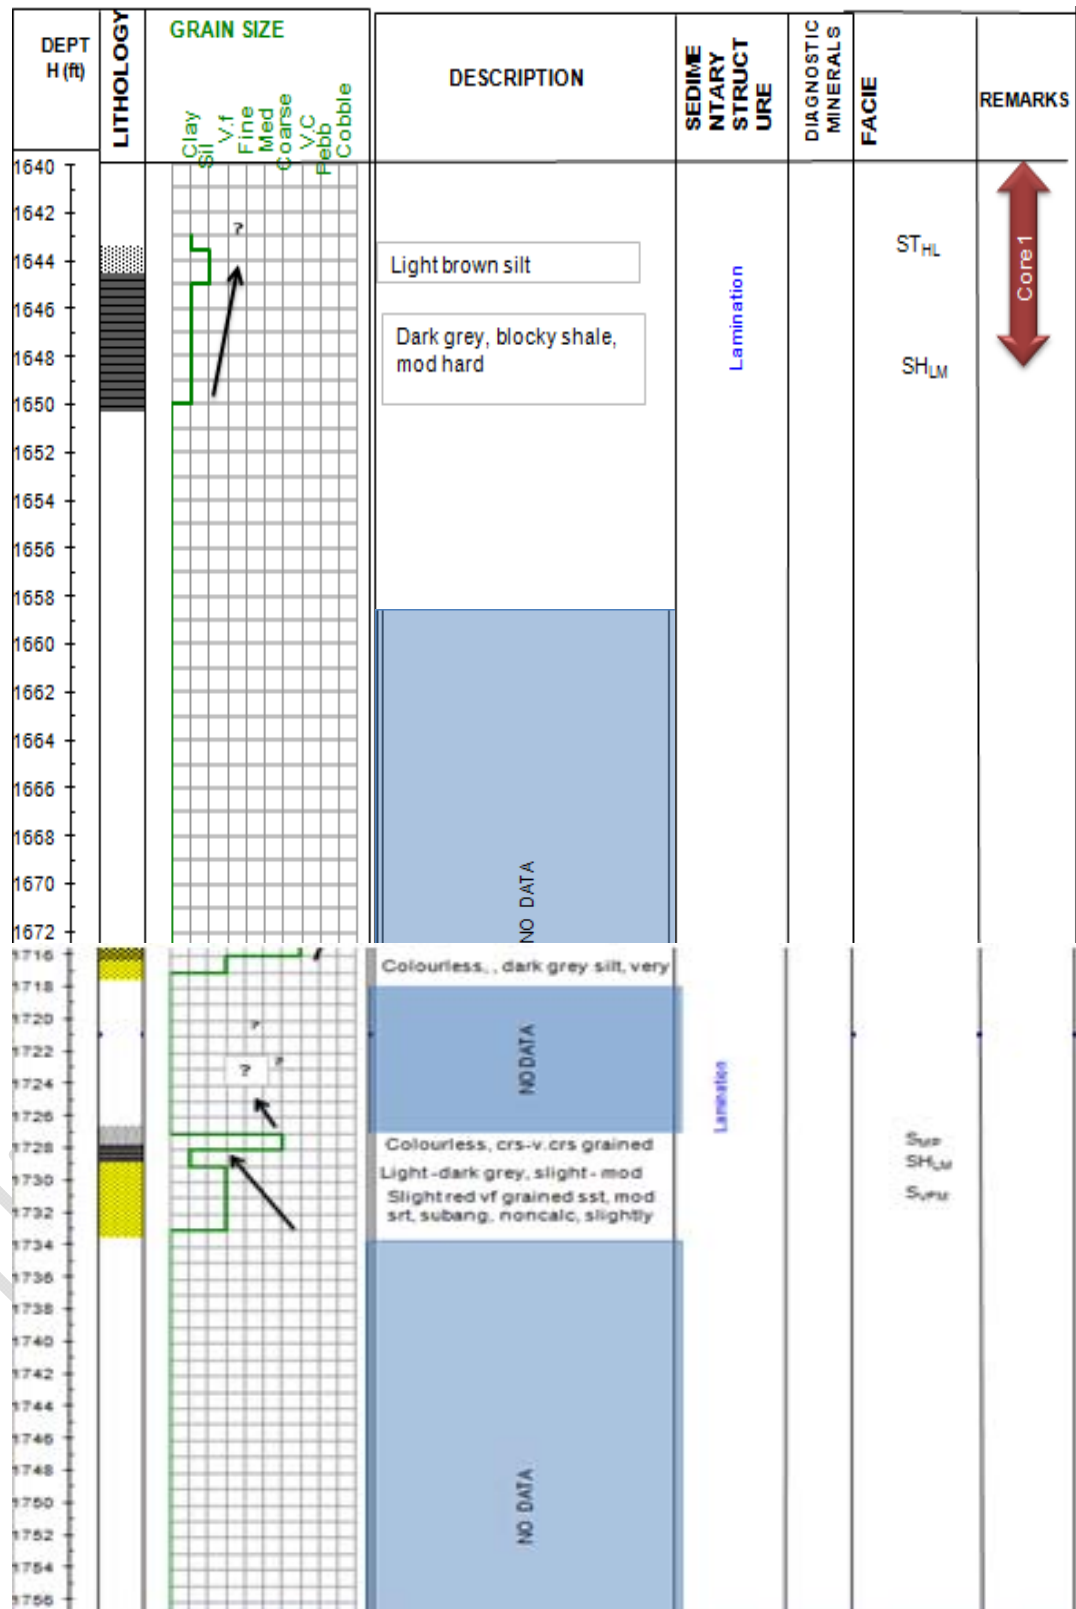 DEPT
H (ft)
LITHOLOGY
GRAIN SIZE
Clay
Sil
V.f
Fine
Med
Coarse
V.C
Pebb
Cobble
DESCRIPTION
SEDIME
NTARY
STRUCT
URE
DIAGNOSTIC
MINERALS
FACIE
REMARKS
1640
1642
?
1644
Light brown silt
ST HL
Core 1
1646
Lamination
1648
Dark grey, blocky shale,
mod hard
SH LM
1650
1652
1654
1656
1658
1660
1662
1664
1666
1668
1670
NO DATA
1672
1716
Colourless, , dark grey silt, very
1718
1720
?
NO DATA
1722
?
?
1724
Lamination
1726
1728
Colourless, crs-v.crs grained
SH LM
1730
Light-dark grey, slight- mod
Slight red vf grained sst, mod
1732
srt, subang, noncalc, slightly
1734
1736
1738
1740
1742
1744
1746
1748
1750
NO DATA
1752
1754
1756